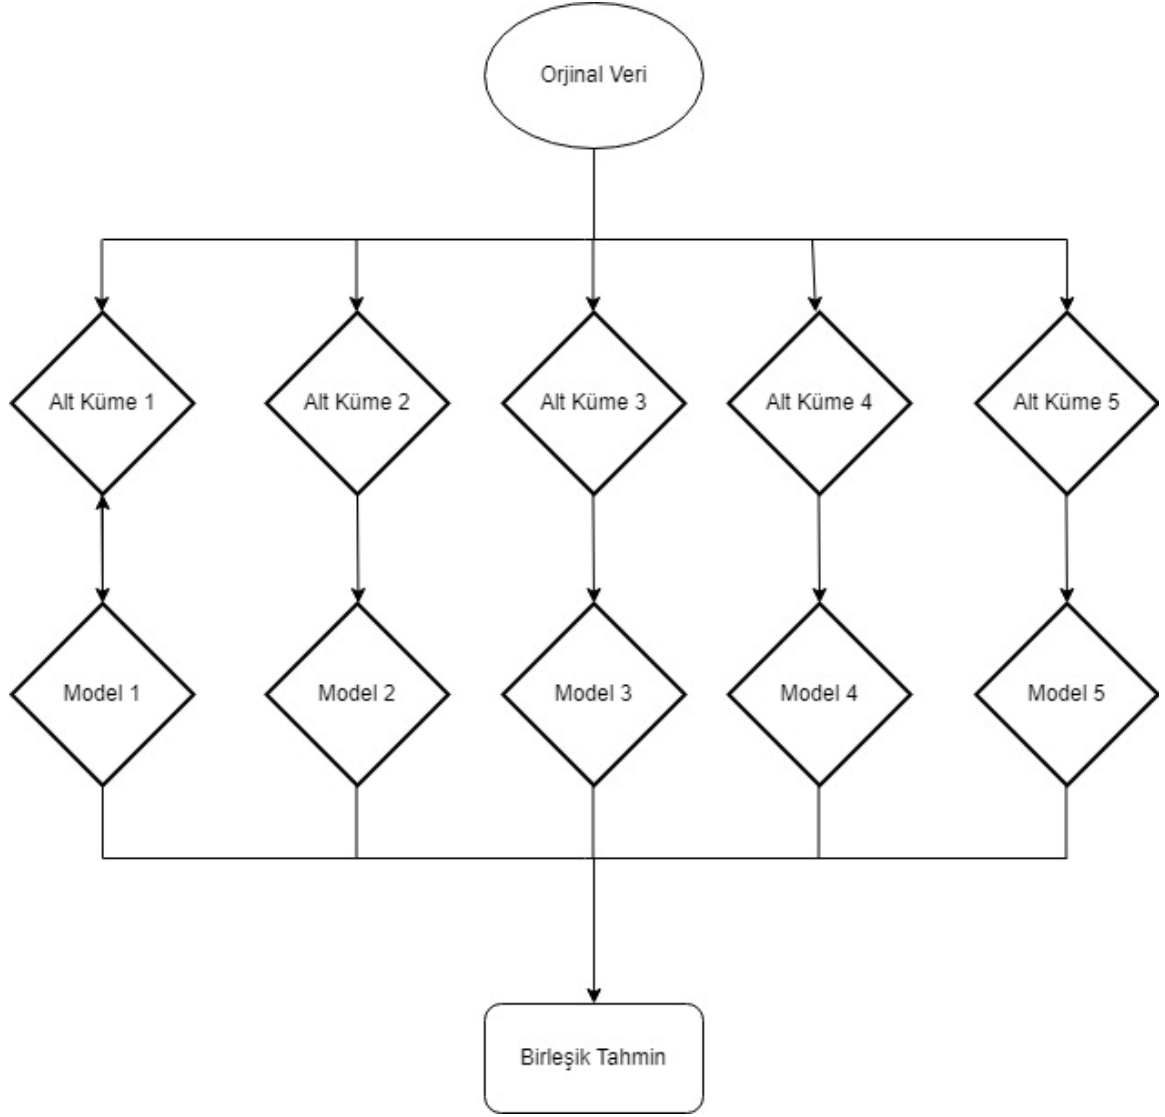 Orjinal Veri
Alt Küme 1
Alt Küme 2
Alt Küme 3
Alt Küme 4
Alt Küme 5
Model 1
Model 2
Model 3
Model 4
Model 5
Birleşik Tahmin